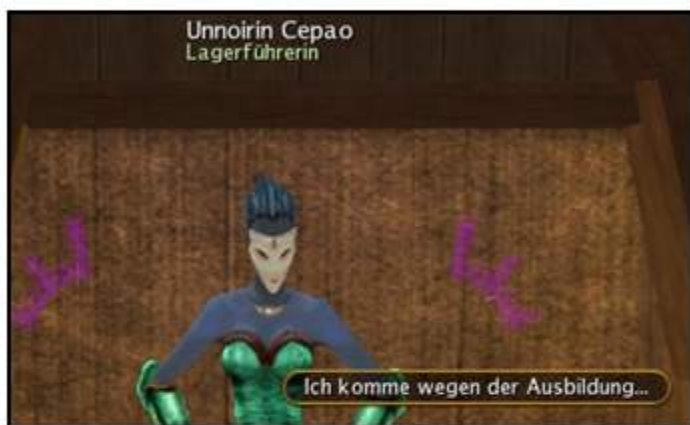 Unnoirin Cepao
Lagerführerin
Ich komme wegen der Ausbildung...